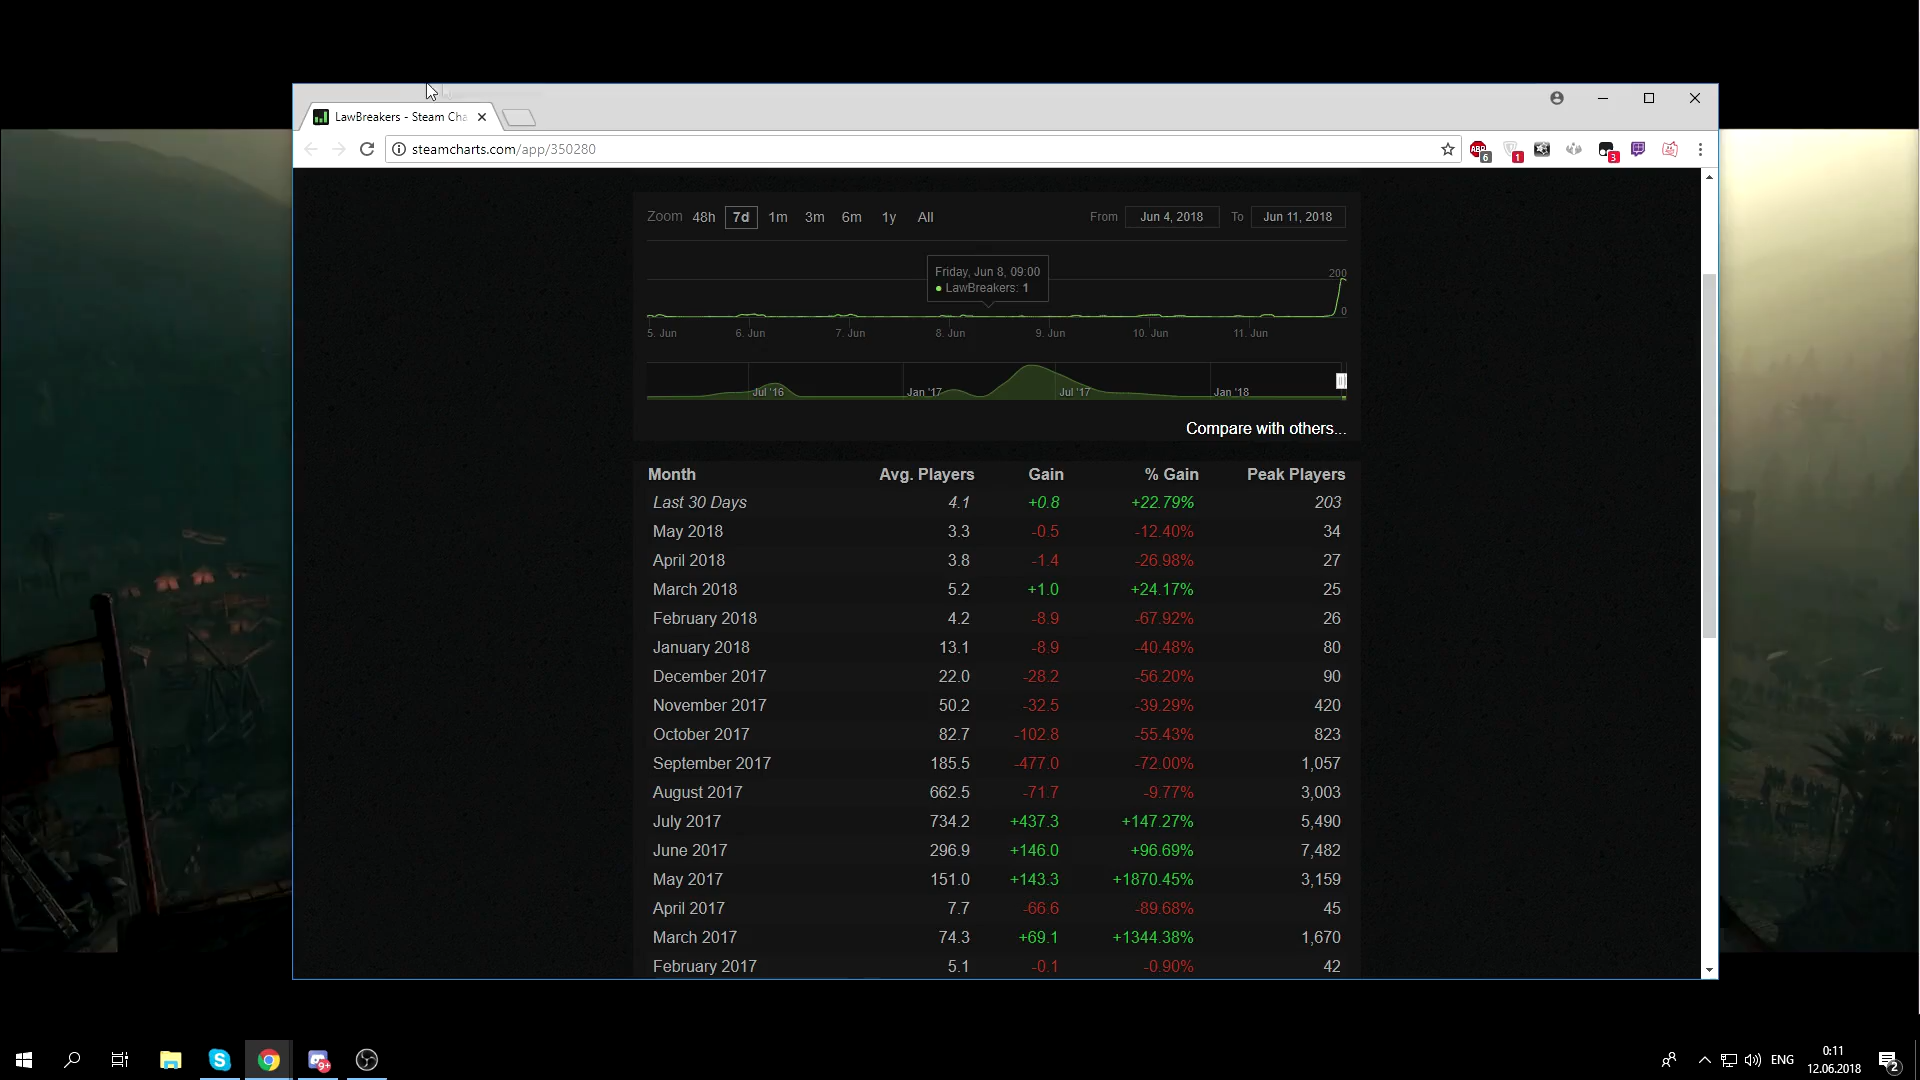 LawBreakers - Steam Cha
steamcharts.com/app/350280
ABP 6 1 3
Zoom 48h 7d 1m 3m 6m 1y All From Jun 4, 2018 To Jun 11, 2018
Friday, Jun 8, 09:00
LawBreakers: 1
200
0
5. Jun 6. Jun 7. Jun 8. Jun 9. Jun 10. Jun 11. Jun
Jul '16 Jan '17 Jul '17 Jan '18
Compare with others...
Month Avg. Players Gain % Gain Peak Players
Last 30 Days 4.1 +0.8 +22.79% 203
May 2018 3.3 -0.5 -12.40% 34
April 2018 3.8 -1.4 -26.98% 27
March 2018 5.2 +1.0 +24.17% 25
February 2018 4.2 -8.9 -67.92% 26
January 2018 13.1 -8.9 -40.48% 80
December 2017 22.0 -28.2 -56.20% 90
November 2017 50.2 -32.5 -39.29% 420
October 2017 82.7 -102.8 -55.43% 823
September 2017 185.5 -477.0 -72.00% 1,057
August 2017 662.5 -71.7 -9.77% 3,003
July 2017 734.2 +437.3 +147.27% 5,490
June 2017 296.9 +146.0 +96.69% 7,482
May 2017 151.0 +143.3 +1870.45% 3,159
April 2017 7.7 -66.6 -89.68% 45
March 2017 74.3 +69.1 +1344.38% 1,670
February 2017 5.1 -0.1 -0.90% 42
9+ ENG 0:11
12.06.2018 2